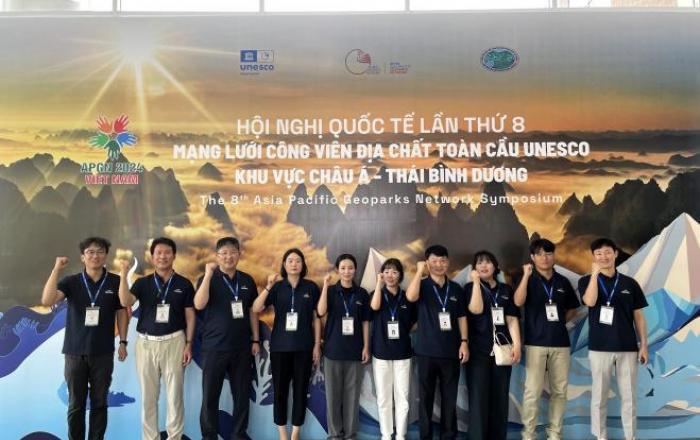 unesco
HỘI NGHỊ QUỐC TẾ LẦN THỨ 8
MẠNG LƯỚI CÔNG VIÊN ĐỊA CHẤT TOÀN CẦU UNESCO
KHU VỰC CHÂU Á - THÁI BÌNH DƯƠNG
The 8th Asia Pacific Geoparks Network Symposium
APGN 2024
VIET NAM